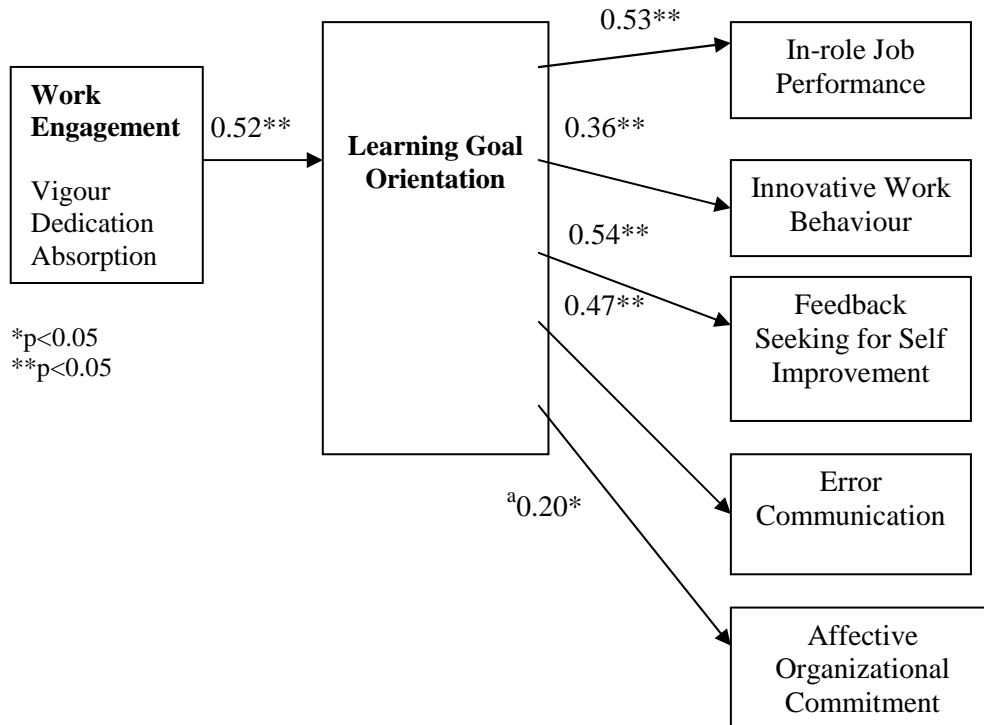 Work
Engagement
Vigour
Dedication
Absorption
*p<0.05
**p<0.05
0.52**
Learning Goal
Orientation
0.53**
0.36**
0.54**
0.47**
a0.20*
In-role Job
Performance
Innovative Work
Behaviour
Feedback
Seeking for Self
Improvement
Error
Communication
Affective
Organizational
Commitment